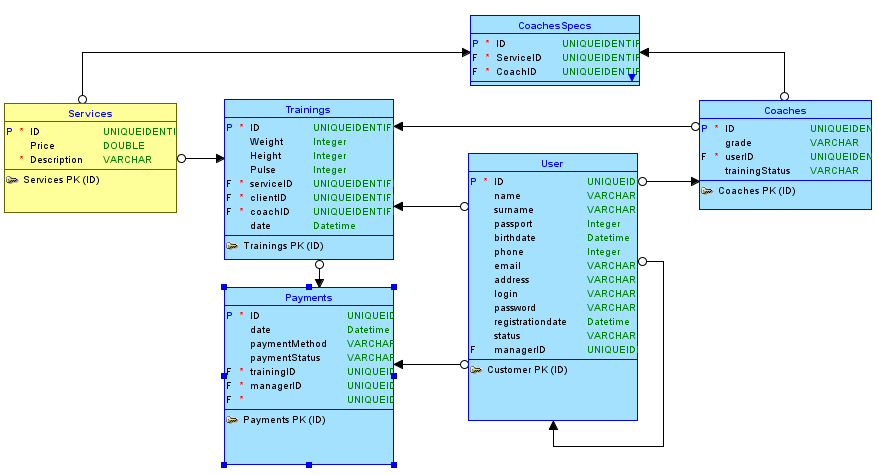 CoachesSpecs
P * ID UNIQUEIDENTIF
F * ServiceID UNIQUEIDENTIF
F * CoachID UNIQUEIDENTIF
Services
P * ID UNIQUEIDENTI
Price DOUBLE
* Description VARCHAR
Services PK (ID)
Trainings
P * ID UNIQUEIDENTIF
Weight Integer
Height Integer
Pulse Integer
F * serviceID UNIQUEIDENTIF
F * clientID UNIQUEIDENTIF
F * coachID UNIQUEIDENTIF
date Datetime
Trainings PK (ID)
Coaches
P * ID UNIQUEIDEN
grade VARCHAR
F * userID UNIQUEIDEN
trainingStatus VARCHAR
Coaches PK (ID)
User
P * ID UNIQUEID
name VARCHAR
surname VARCHAR
passport Integer
birthdate Datetime
phone Integer
email VARCHAR
address VARCHAR
login VARCHAR
password VARCHAR
registrationdate Datetime
status VARCHAR
F managerID UNIQUEID
Customer PK (ID)
Payments
P * ID UNIQUEID
date Datetime
paymentMethod VARCHAR
paymentStatus VARCHAR
F * trainingID UNIQUEID
F * managerID UNIQUEID
F * UNIQUEID
Payments PK (ID)